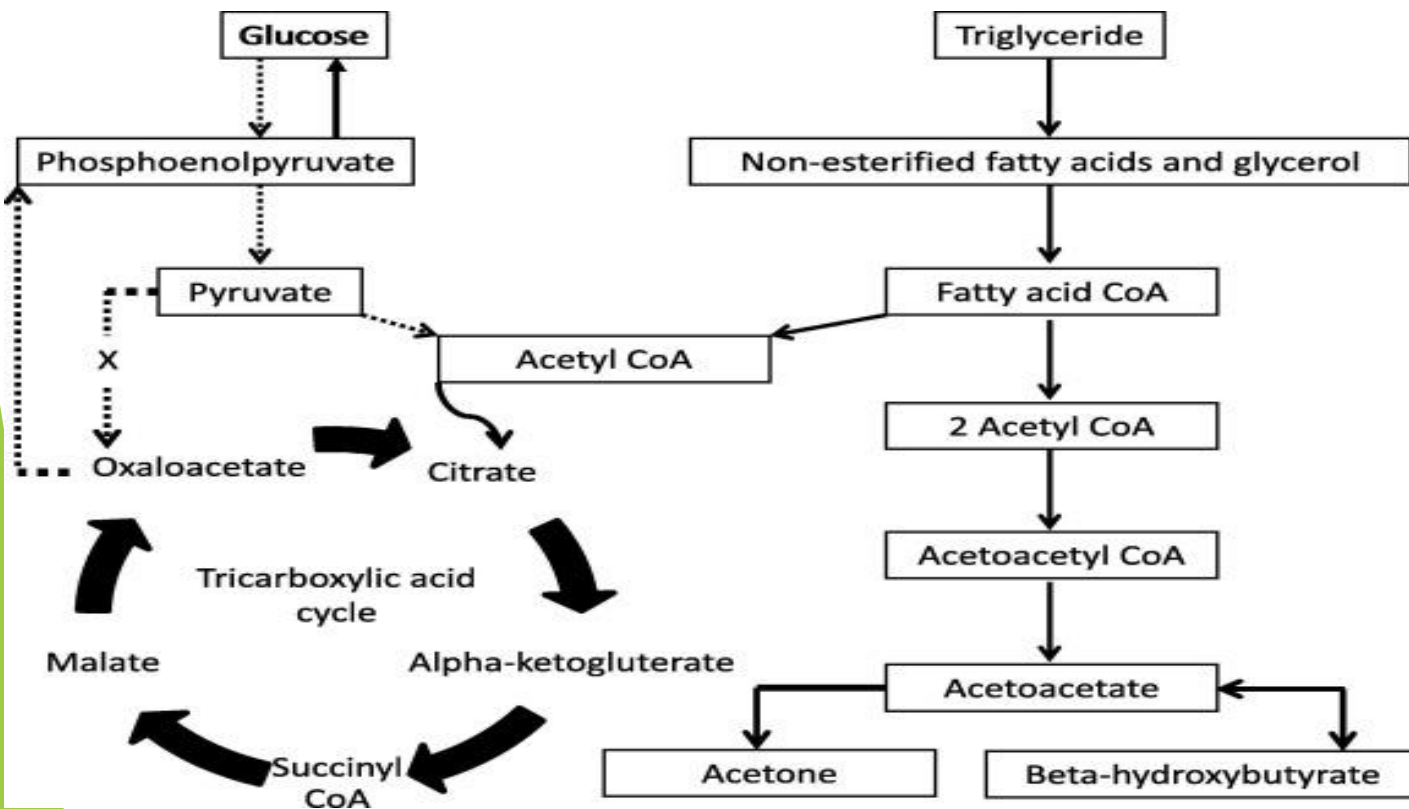 Glucose
Triglyceride
Phosphoenolpyruvate
Non-esterified fatty acids and glycerol
Pyruvate
Fatty acid CoA
X
Acetyl CoA
2 Acetyl CoA
Oxaloacetate
Citrate
Acetoacetyl CoA
Tricarboxylic acid
cycle
Malate
Alpha-ketogluterate
Acetoacetate
Succinyl
CoA
Acetone
Beta-hydroxybutyrate